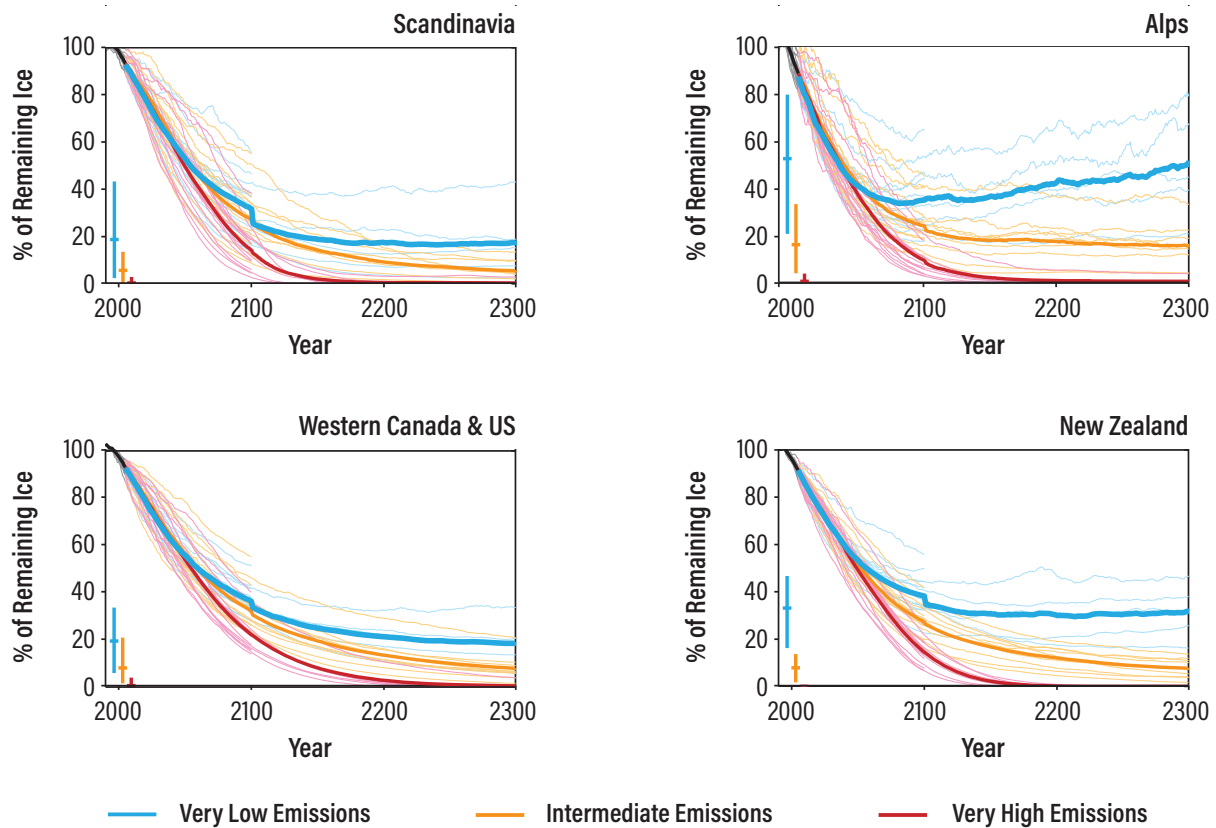 Scandinavia
% of Remaining Ice
100
80
60
40
20
0
2000 2100 2200 2300
Year
Alps
% of Remaining Ice
100
80
60
40
20
0
2000 2100 2200 2300
Year
Western Canada & US
% of Remaining Ice
100
80
60
40
20
0
2000 2100 2200 2300
Year
New Zealand
% of Remaining Ice
100
80
60
40
20
0
2000 2100 2200 2300
Year
Very Low Emissions Intermediate Emissions Very High Emissions